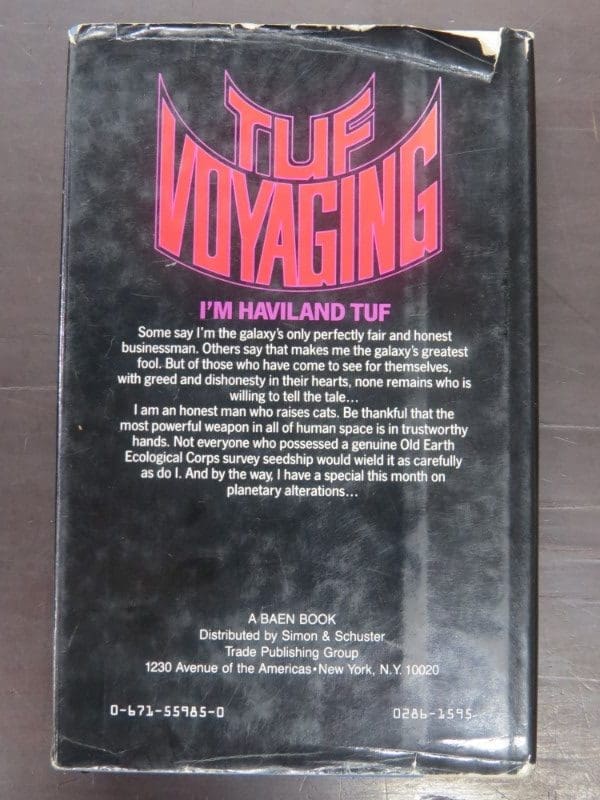 TUF
VOYAGING
I'M HAVILAND TUF
Some say I'm the galaxy's only perfectly fair and honest
businessman. Others say that makes me the galaxy's greatest
fool. But of those who have come to see for themselves,
with greed and dishonesty in their hearts, none remains who is
willing to tell the tale...
I am an honest man who raises cats. Be thankful that the
most powerful weapon in all of human space is in trustworthy
hands. Not everyone who possessed a genuine Old Earth
Ecological Corps survey seedship would wield it as carefully
as do I. And by the way, I have a special this month on
planetary alterations...
A BAEN BOOK
Distributed by Simon & Schuster
Trade Publishing Group
1230 Avenue of the Americas•New York, N.Y. 10020
0-671-55985-0 0286-1595